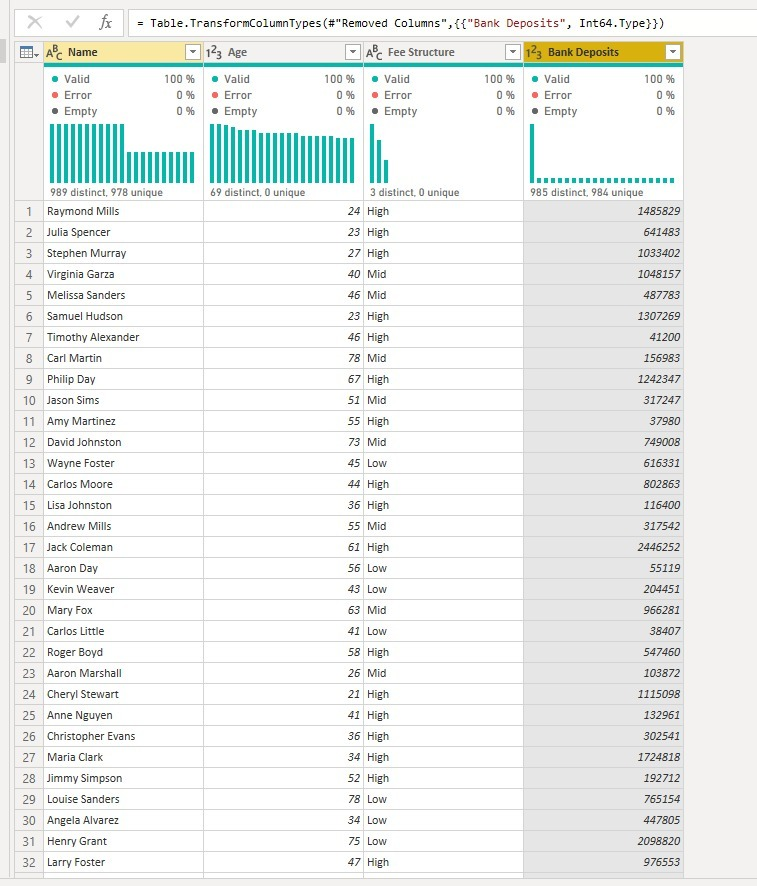 fx = Table.TransformColumnTypes(#"Removed Columns",{{"Bank Deposits", Int64.Type}})
ABC Name 123 Age ABC Fee Structure 123 Bank Deposits
Valid 100 % Valid 100 % Valid 100 % Valid 100 %
Error 0 % Error 0 % Error 0 % Error 0 %
Empty 0 % Empty 0 % Empty 0 % Empty 0 %
989 distinct, 978 unique 69 distinct, 0 unique 3 distinct, 0 unique 985 distinct, 984 unique
1 Raymond Mills 24 High 1485829
2 Julia Spencer 23 High 641483
3 Stephen Murray 27 High 1033402
4 Virginia Garza 40 Mid 1048157
5 Melissa Sanders 46 Mid 487783
6 Samuel Hudson 23 High 1307269
7 Timothy Alexander 46 High 41200
8 Carl Martin 78 Mid 156983
9 Philip Day 67 High 1242347
10 Jason Sims 51 Mid 317247
11 Amy Martinez 55 High 37980
12 David Johnston 73 Mid 749008
13 Wayne Foster 45 Low 616331
14 Carlos Moore 44 High 802863
15 Lisa Johnston 36 High 116400
16 Andrew Mills 55 Mid 317542
17 Jack Coleman 61 High 2446252
18 Aaron Day 56 Low 55119
19 Kevin Weaver 43 Low 204451
20 Mary Fox 63 Mid 966281
21 Carlos Little 41 Low 38407
22 Roger Boyd 58 High 547460
23 Aaron Marshall 26 Mid 103872
24 Cheryl Stewart 21 High 1115098
25 Anne Nguyen 41 High 132961
26 Christopher Evans 36 High 302541
27 Maria Clark 34 High 1724818
28 Jimmy Simpson 52 High 192712
29 Louise Sanders 78 Low 765154
30 Angela Alvarez 34 Low 447805
31 Henry Grant 75 Low 2098820
32 Larry Foster 47 High 976553